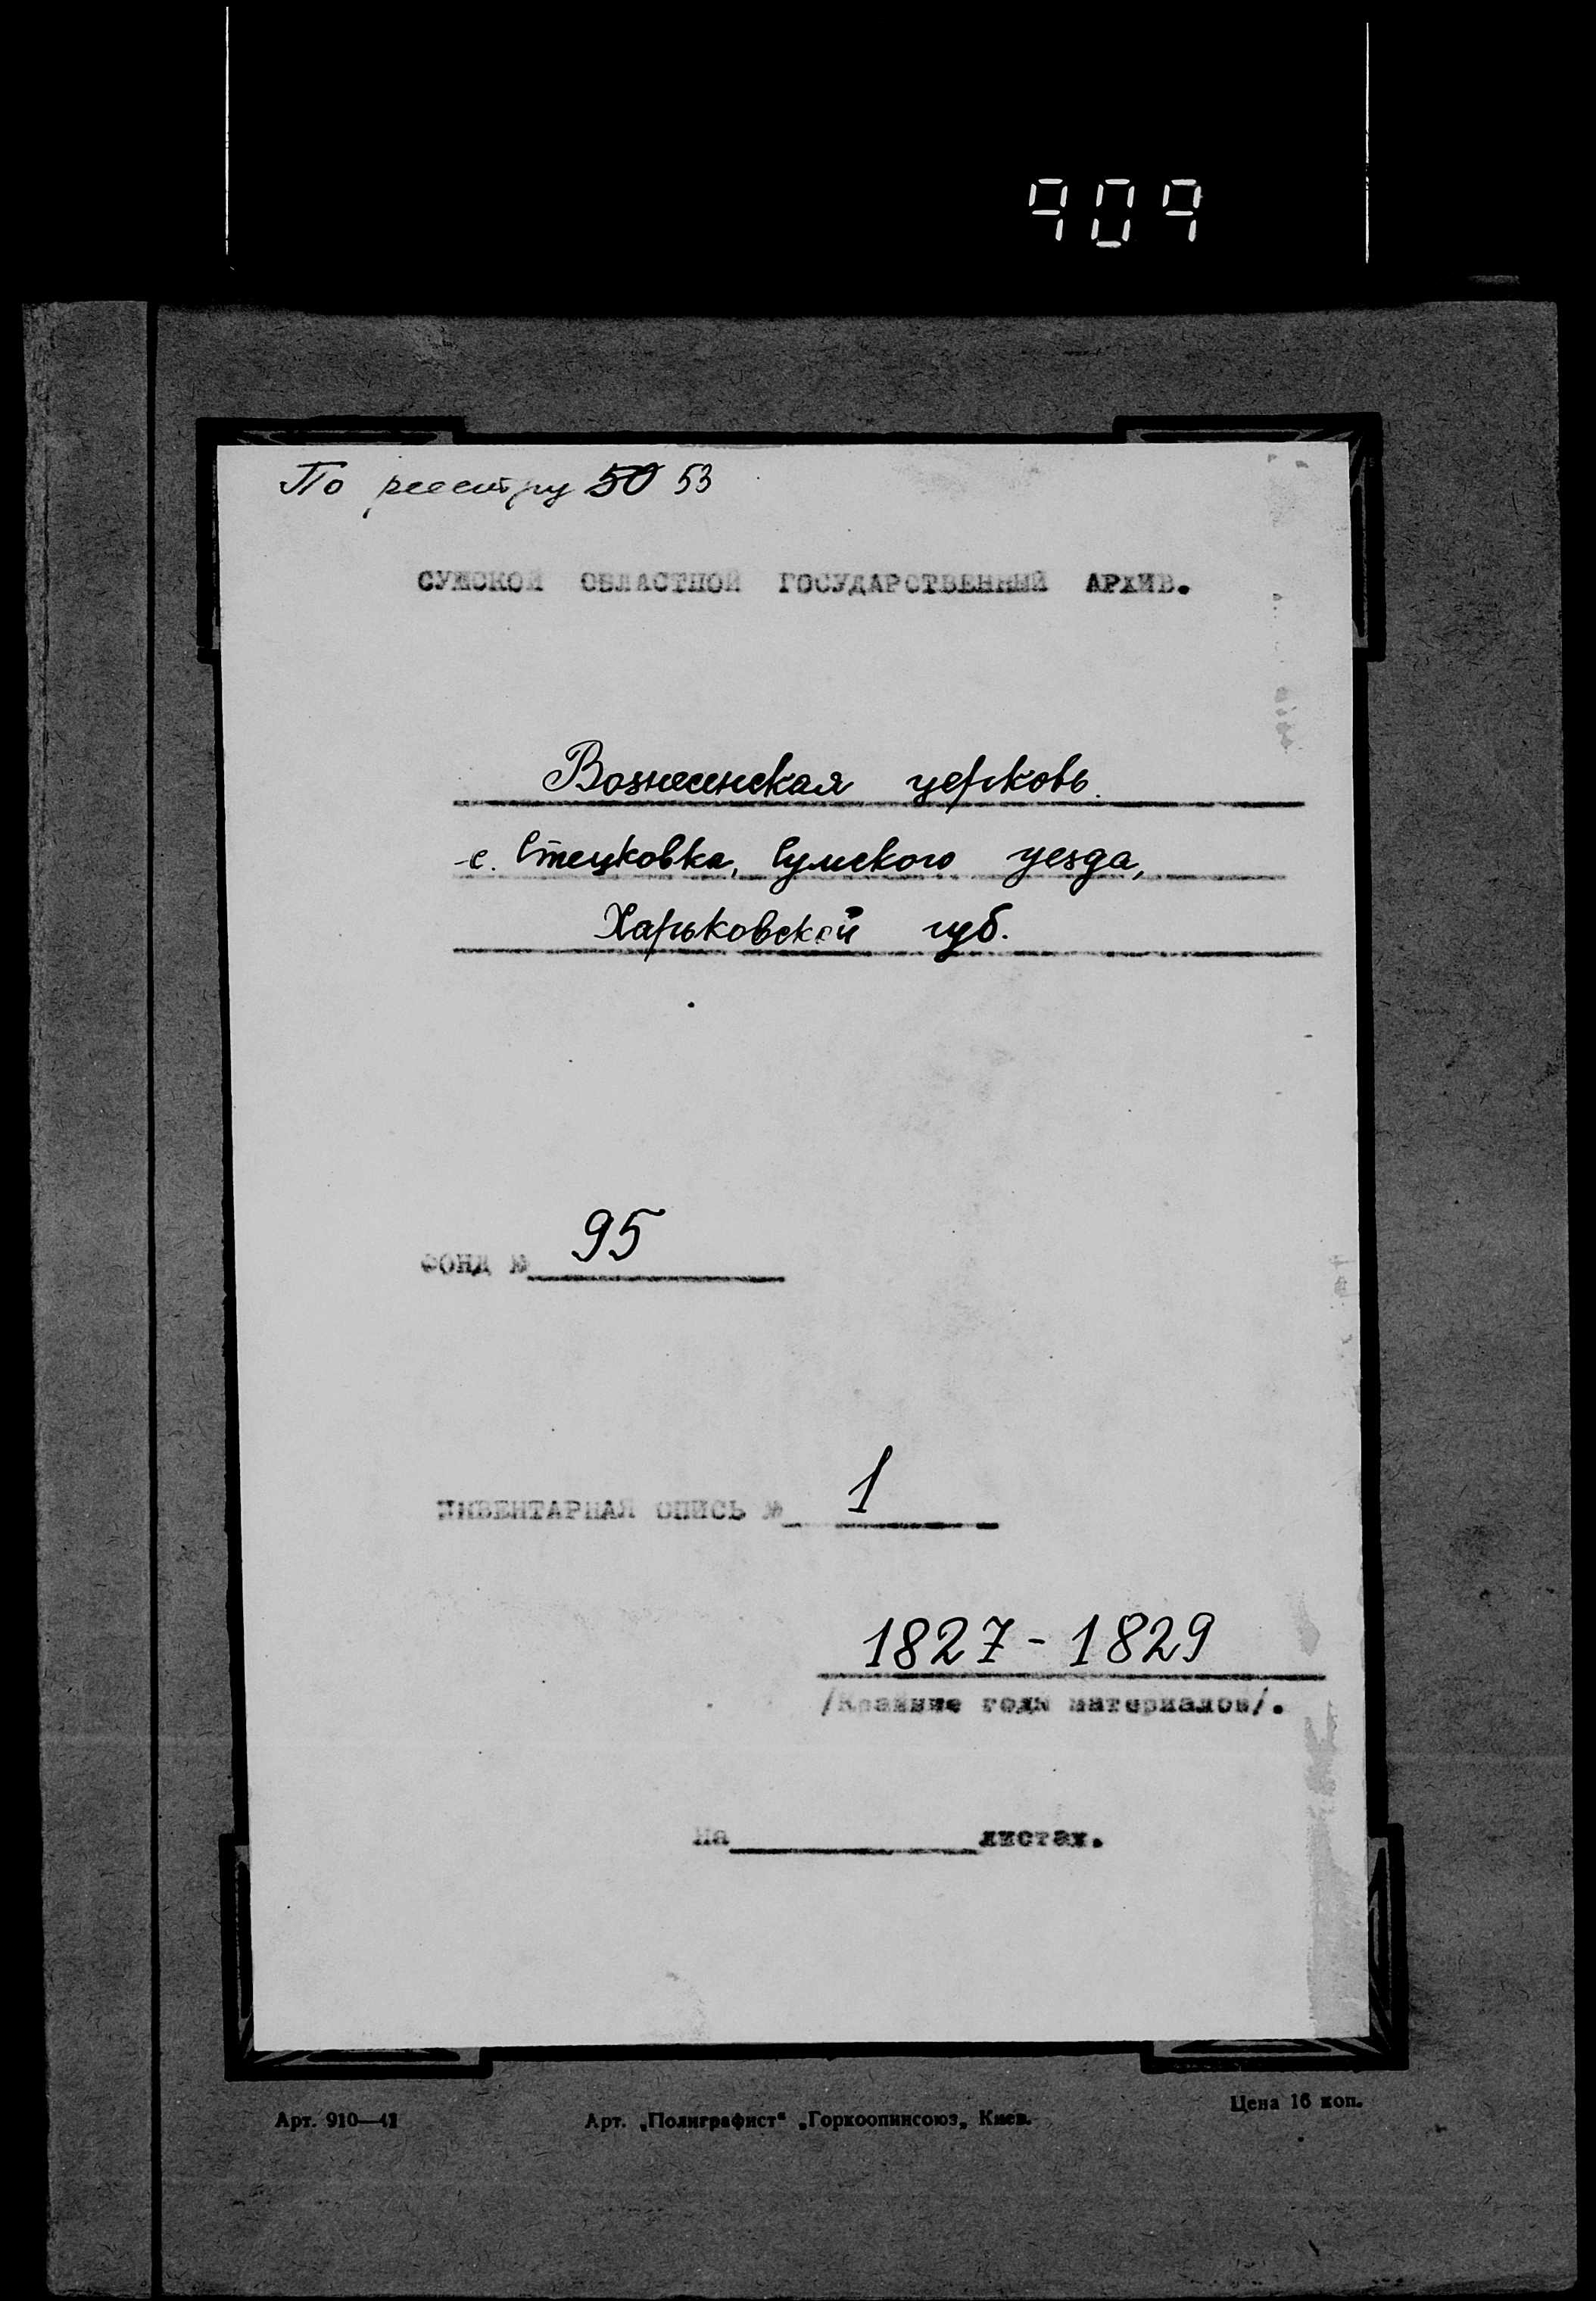 909
По реестру 50 53
СУМСКОЙ ОБЛАСТНОЙ ГОСУДАРСТВЕННЫЙ АРХИВ.
Вознесенская церковь
с. Стецковка, Сумского уезда,
Харьковской губ.
ФОНД № 95
ИНВЕНТАРНАЯ ОПИСЬ № 1
1827 - 1829
/Крайние годы материалов/.
На листах.
Арт. 910—41 Арт. „Полиграфист“ „Горкоопинсоюз„ Киев. Цена 16 коп.